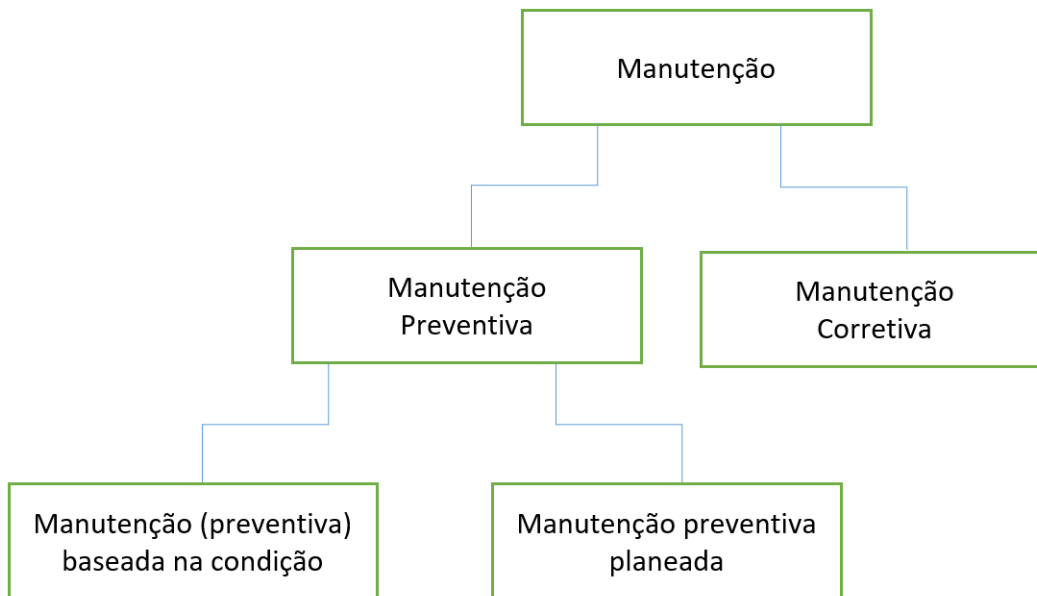 Manutenção
Manutenção
Preventiva
Manutenção
Corretiva
Manutenção (preventiva)
baseada na condição
Manutenção preventiva
planeada